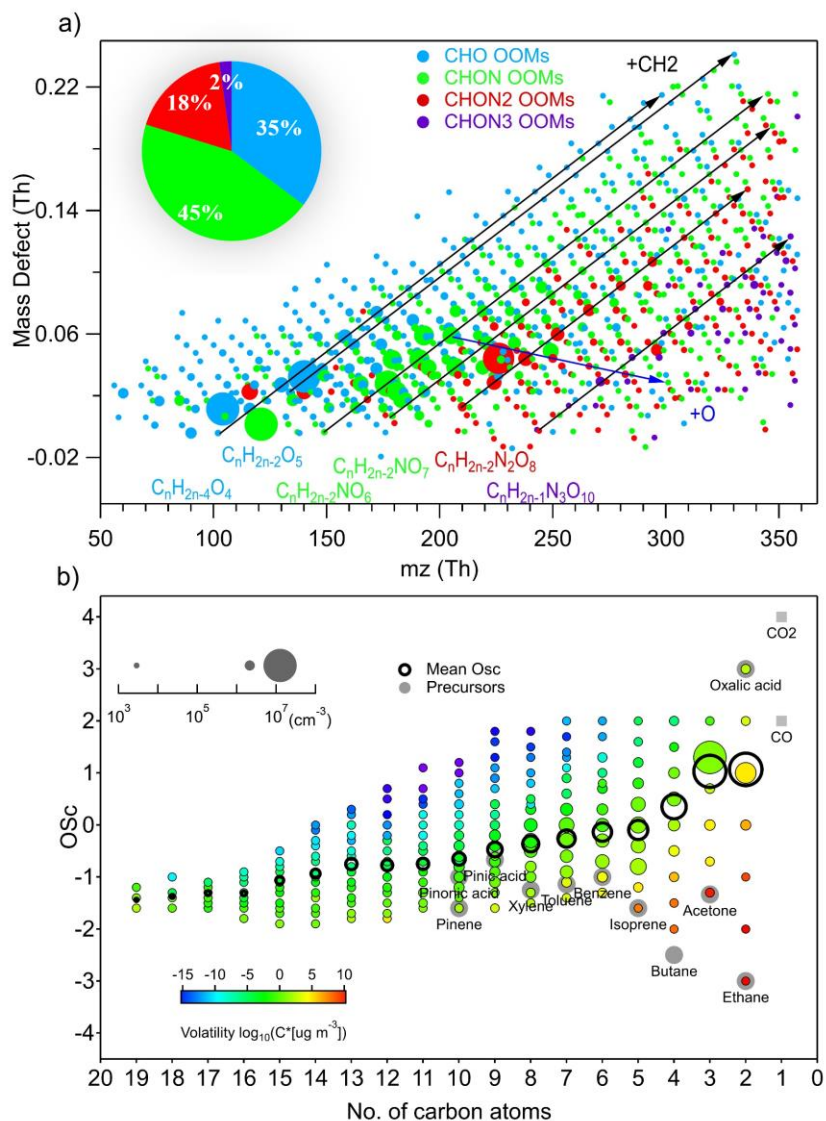 a)
CHO OOMs
CHON OOMs
CHON2 OOMs
CHON3 OOMs
+CH2
2%
18%
35%
45%
0.22
0.14
0.06
-0.02
Mass Defect (Th)
+O
CnH2n-2O5
CnH2n-4O4
CnH2n-2NO7
CnH2n-2NO6
CnH2n-2N2O8
CnH2n-1N3O10
50 100 150 200 250 300 350
mz (Th)
b)
4
3
2
1
0
-1
-2
-3
-4
OSc
10^3 10^5 10^7 (cm^-3)
Mean Osc
Precursors
CO2
Oxalic acid
CO
Pinic acid
Pinonic acid
Pinene
Xylene
Toluene
Benzene
Isoprene
Acetone
Butane
Ethane
-15 -10 -5 0 5 10
Volatility log10(C*[ug m^-3])
20 19 18 17 16 15 14 13 12 11 10 9 8 7 6 5 4 3 2 1 0
No. of carbon atoms